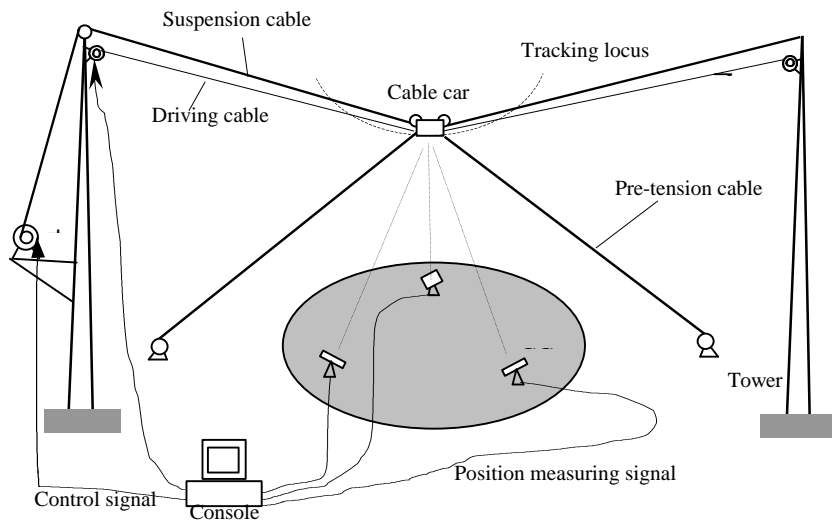 Suspension cable
Tracking locus
Cable car
Driving cable
Pre-tension cable
Tower
Position measuring signal
Control signal
Console